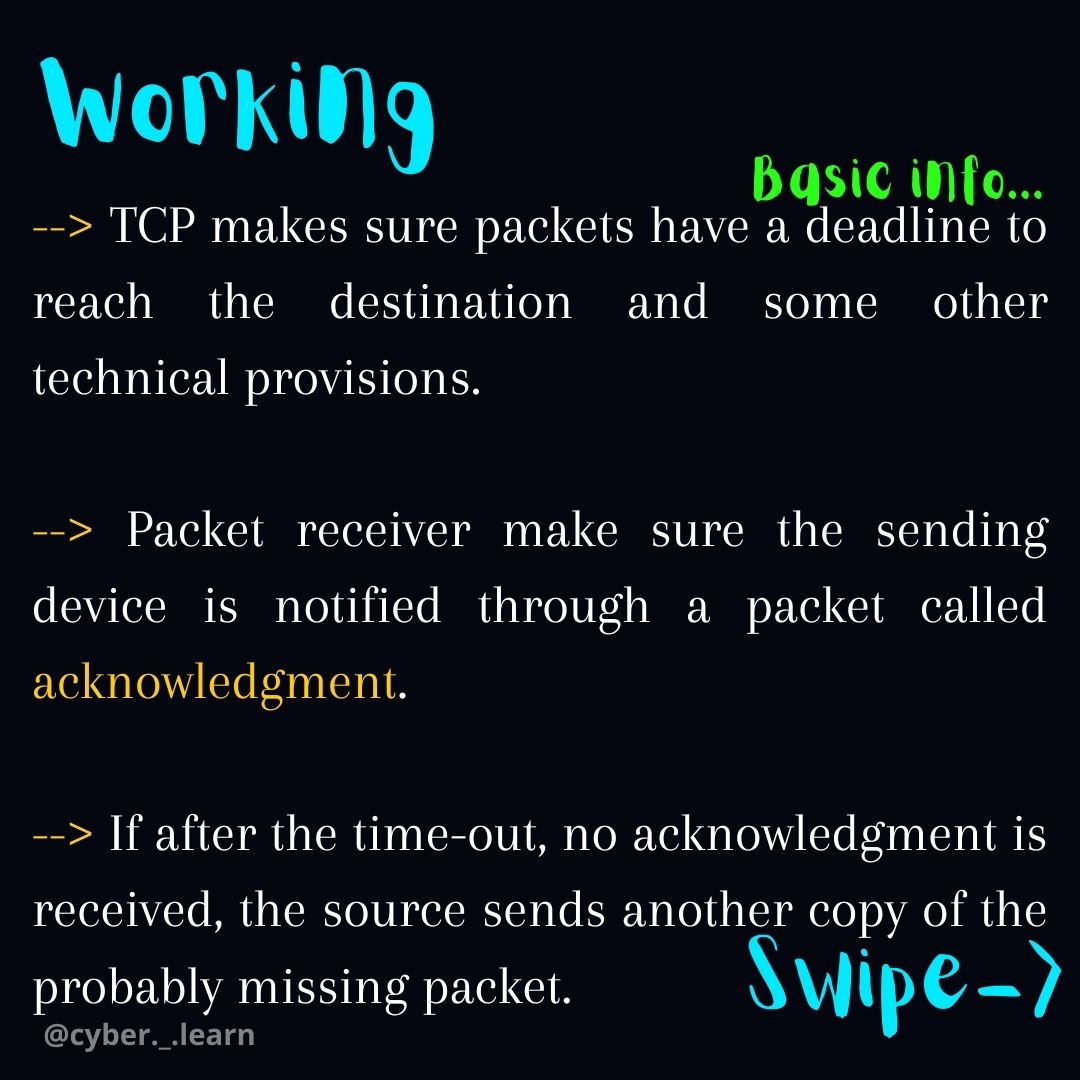 Working
Basic info...
--> TCP makes sure packets have a deadline to
reach the destination and some other
technical provisions.
--> Packet receiver make sure the sending
device is notified through a packet called
acknowledgment.
--> If after the time-out, no acknowledgment is
received, the source sends another copy of the
probably missing packet.
Swipe->
@cyber._.learn